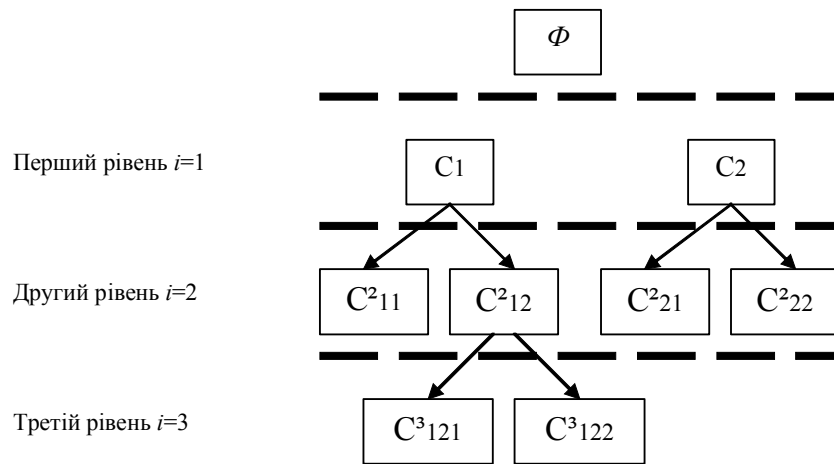 Ф
Перший рівень i=1
C1
C2
Другий рівень i=2
C²11
C²12
C²21
C²22
Третій рівень i=3
C³121
C³122